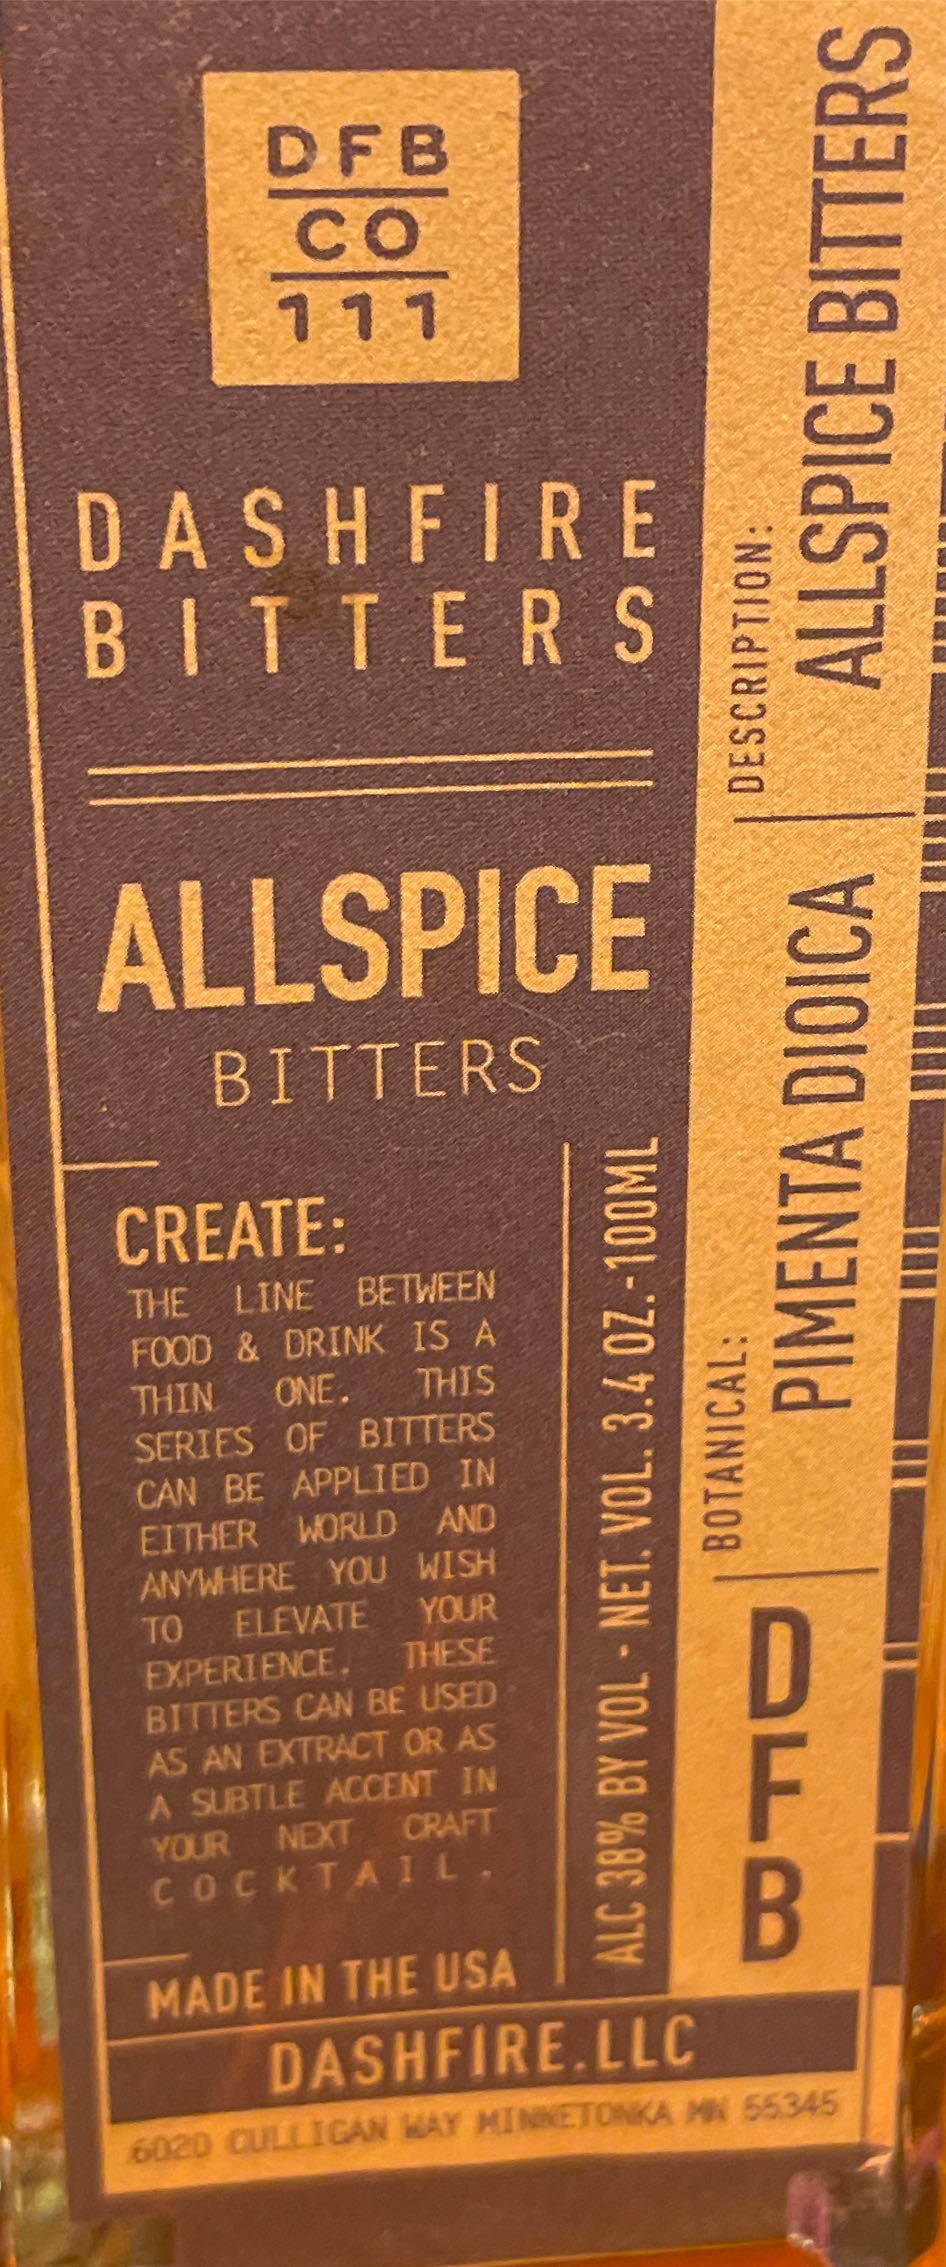 DFB
CO
111
DASHFIRE
BITTERS
ALLSPICE
BITTERS
CREATE:
THE LINE BETWEEN
FOOD & DRINK IS A
THIN ONE. THIS
SERIES OF BITTERS
CAN BE APPLIED IN
EITHER WORLD AND
ANYWHERE YOU WISH
TO ELEVATE YOUR
EXPERIENCE. THESE
BITTERS CAN BE USED
AS AN EXTRACT OR AS
A SUBTLE ACCENT IN
YOUR NEXT CRAFT
COCKTAIL.
ALC 38% BY VOL - NET. VOL. 3.4 OZ.-100ML
MADE IN THE USA
DASHFIRE.LLC
6020 CULLIGAN WAY MINNETONKA MN 55345
DESCRIPTION:
ALLSPICE BITTERS
BOTANICAL:
PIMENTA DIOICA
DFB